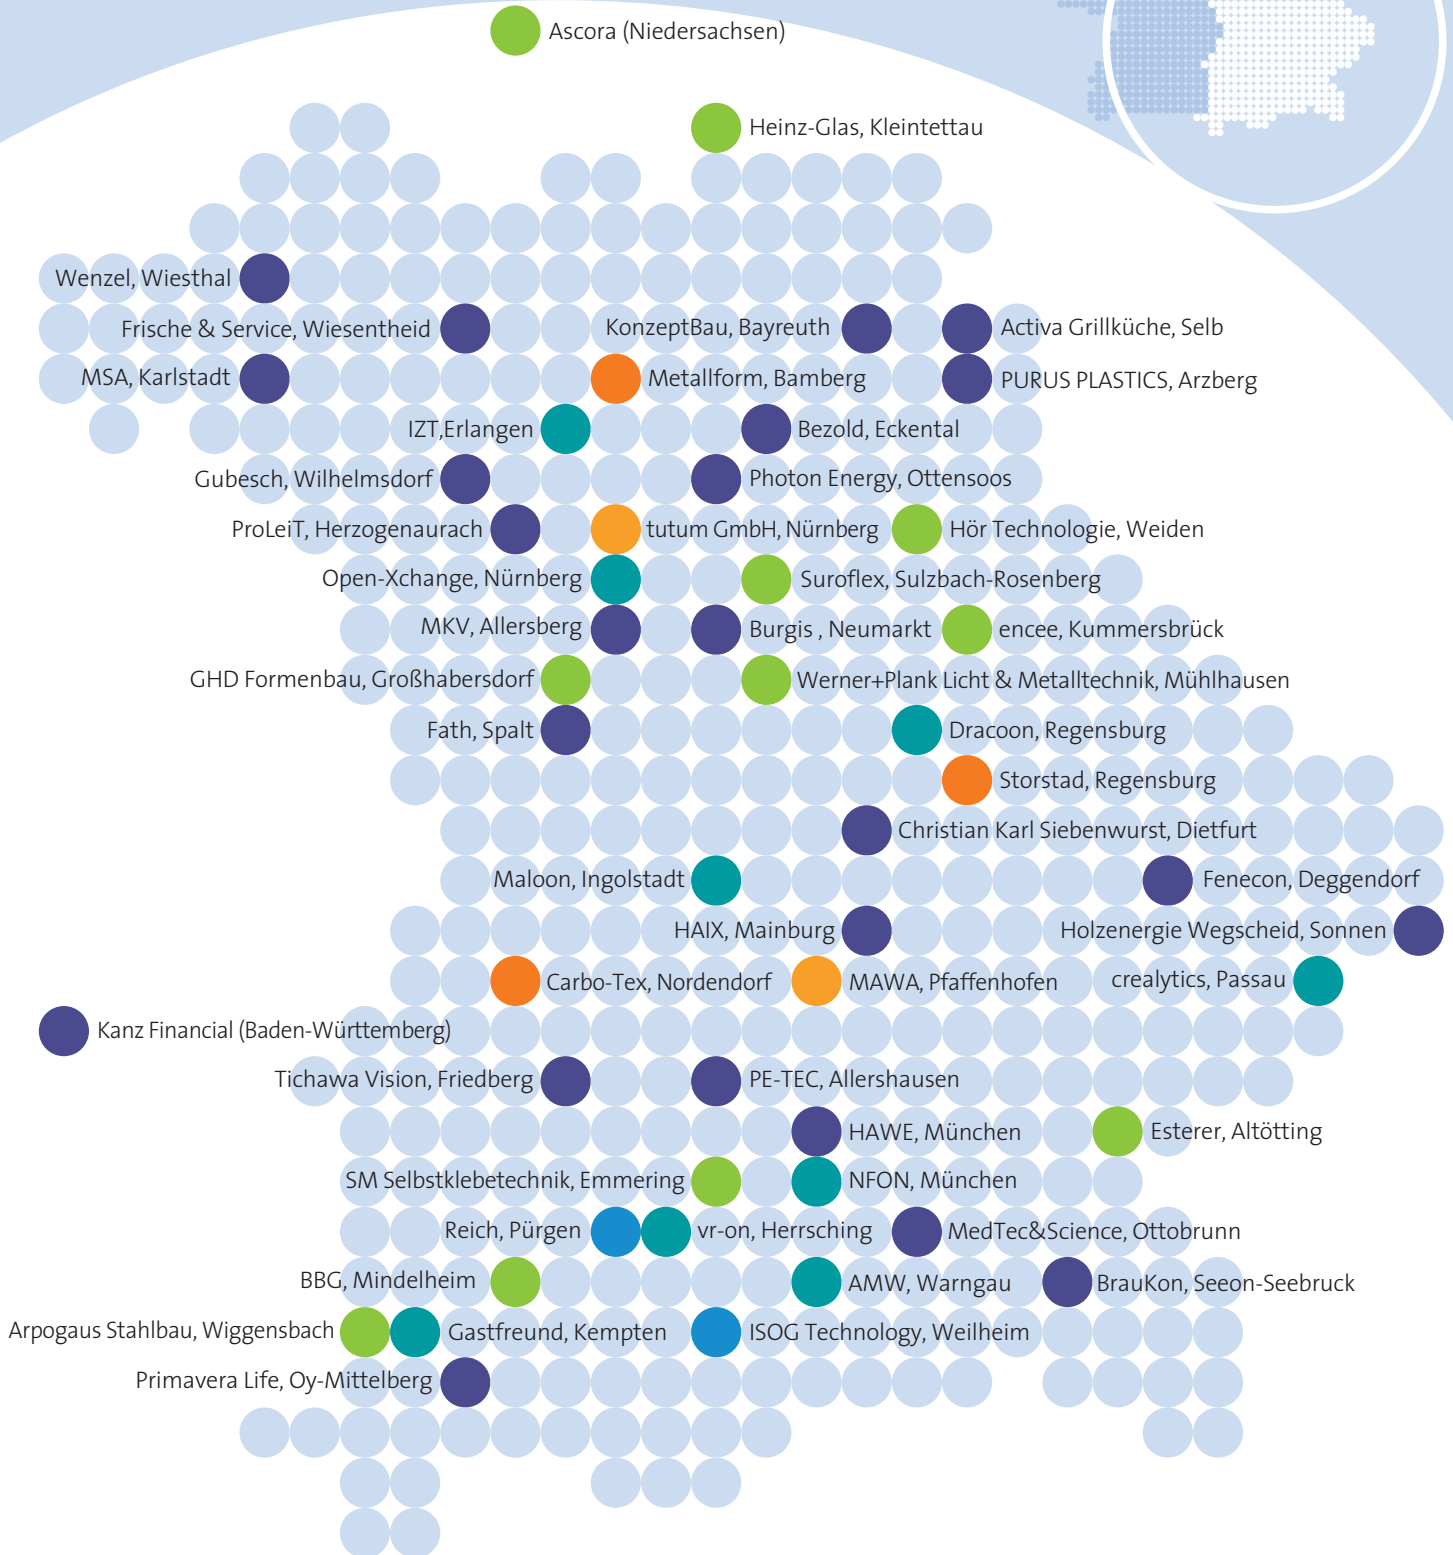 Ascora (Niedersachsen)
Heinz-Glas, Kleintettau
Wenzel, Wiesthal
Frische & Service, Wiesentheid
KonzeptBau, Bayreuth
Activa Grillküche, Selb
MSA, Karlstadt
Metallform, Bamberg
PURUS PLASTICS, Arzberg
IZT,Erlangen
Bezold, Eckental
Gubesch, Wilhelmsdorf
Photon Energy, Ottensoos
ProLeiT, Herzogenaurach
tutum GmbH, Nürnberg
Hör Technologie, Weiden
Open-Xchange, Nürnberg
Suroflex, Sulzbach-Rosenberg
MKV, Allersberg
Burgis , Neumarkt
encee, Kummersbrück
GHD Formenbau, Großhabersdorf
Werner+Plank Licht & Metalltechnik, Mühlhausen
Fath, Spalt
Dracoon, Regensburg
Storstad, Regensburg
Christian Karl Siebenwurst, Dietfurt
Maloon, Ingolstadt
Fenecon, Deggendorf
HAIX, Mainburg
Holzenergie Wegscheid, Sonnen
Carbo-Tex, Nordendorf
MAWA, Pfaffenhofen
crealytics, Passau
Kanz Financial (Baden-Württemberg)
Tichawa Vision, Friedberg
PE-TEC, Allershausen
HAWE, München
Esterer, Altötting
SM Selbstklebetechnik, Emmering
NFON, München
Reich, Pürgen
vr-on, Herrsching
MedTec&Science, Ottobrunn
BBG, Mindelheim
AMW, Warngau
BrauKon, Seeon-Seebruck
Arpogaus Stahlbau, Wiggensbach
Gastfreund, Kempten
ISOG Technology, Weilheim
Primavera Life, Oy-Mittelberg